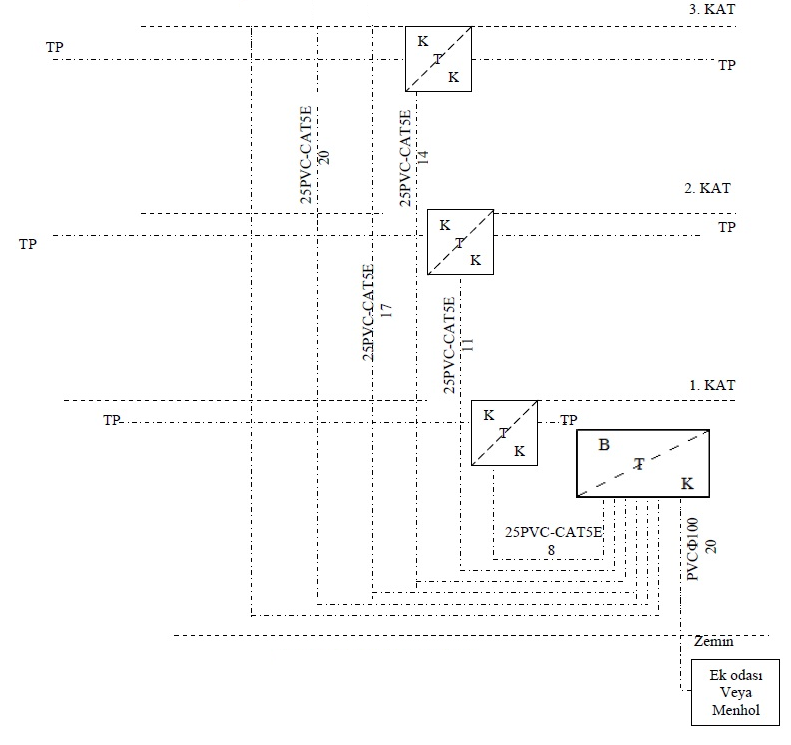 3. KAT
TP
K
T
K
TP
25PVC-CAT5E
20
25PVC-CAT5E
14
2. KAT
TP
K
T
K
TP
25PVC-CAT5E
17
25PVC-CAT5E
11
1. KAT
TP
K
T
K
TP
B
T
K
25PVC-CAT5E
8
PVCΦ100
20
Zemin
Ek odası
Veya
Menhol